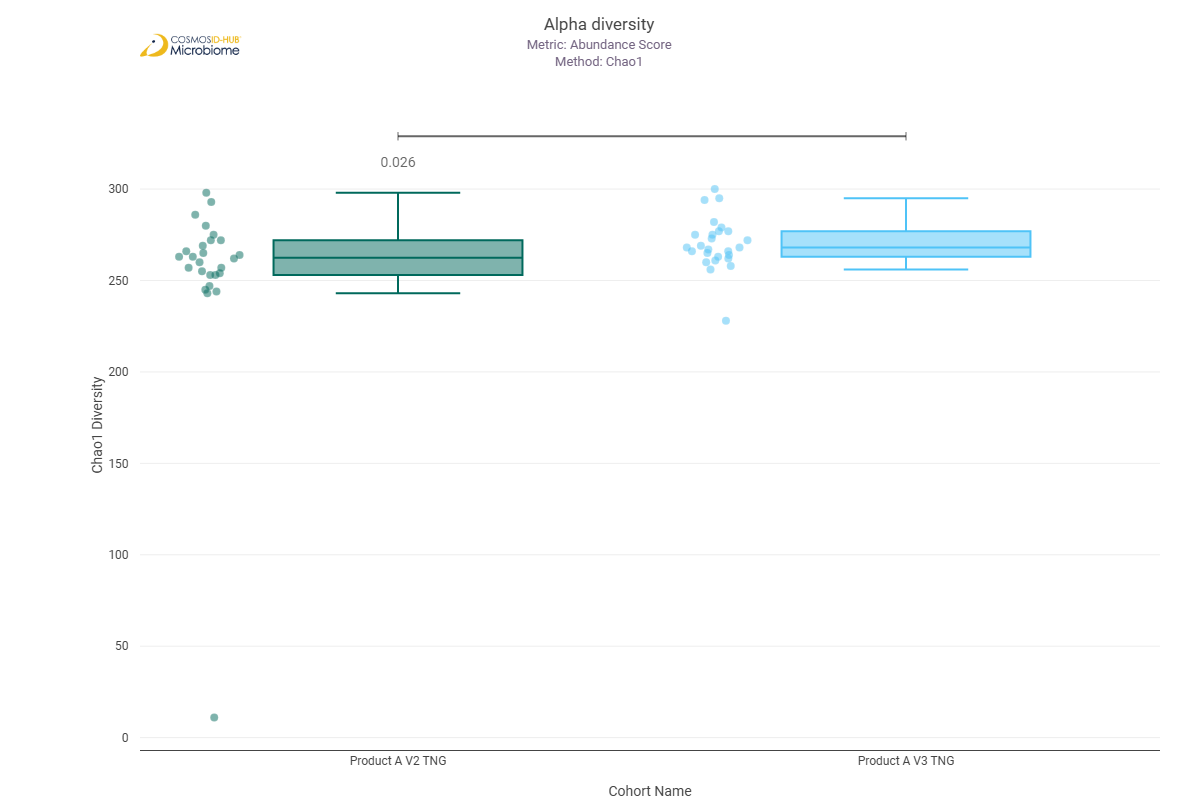 Alpha diversity
Metric: Abundance Score
Method: Chao1
COSMOSID-HUB
Microbiome
0.026
300
250
200
150
100
50
0
Chao1 Diversity
Product A V2 TNG
Product A V3 TNG
Cohort Name